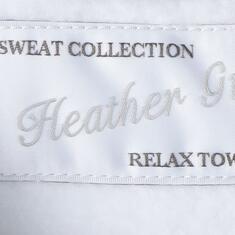 SWEAT COLLECTION
Heather G
RELAX TOW